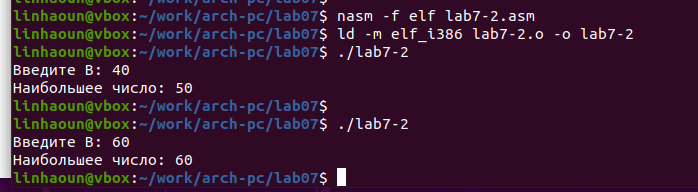 linhaoun@vbox:~/work/arch-pc/lab07$ nasm -f elf lab7-2.asm
linhaoun@vbox:~/work/arch-pc/lab07$ ld -m elf_i386 lab7-2.o -o lab7-2
linhaoun@vbox:~/work/arch-pc/lab07$ ./lab7-2
Введите B: 40
Наибольшее число: 50
linhaoun@vbox:~/work/arch-pc/lab07$
linhaoun@vbox:~/work/arch-pc/lab07$ ./lab7-2
Введите B: 60
Наибольшее число: 60
linhaoun@vbox:~/work/arch-pc/lab07$